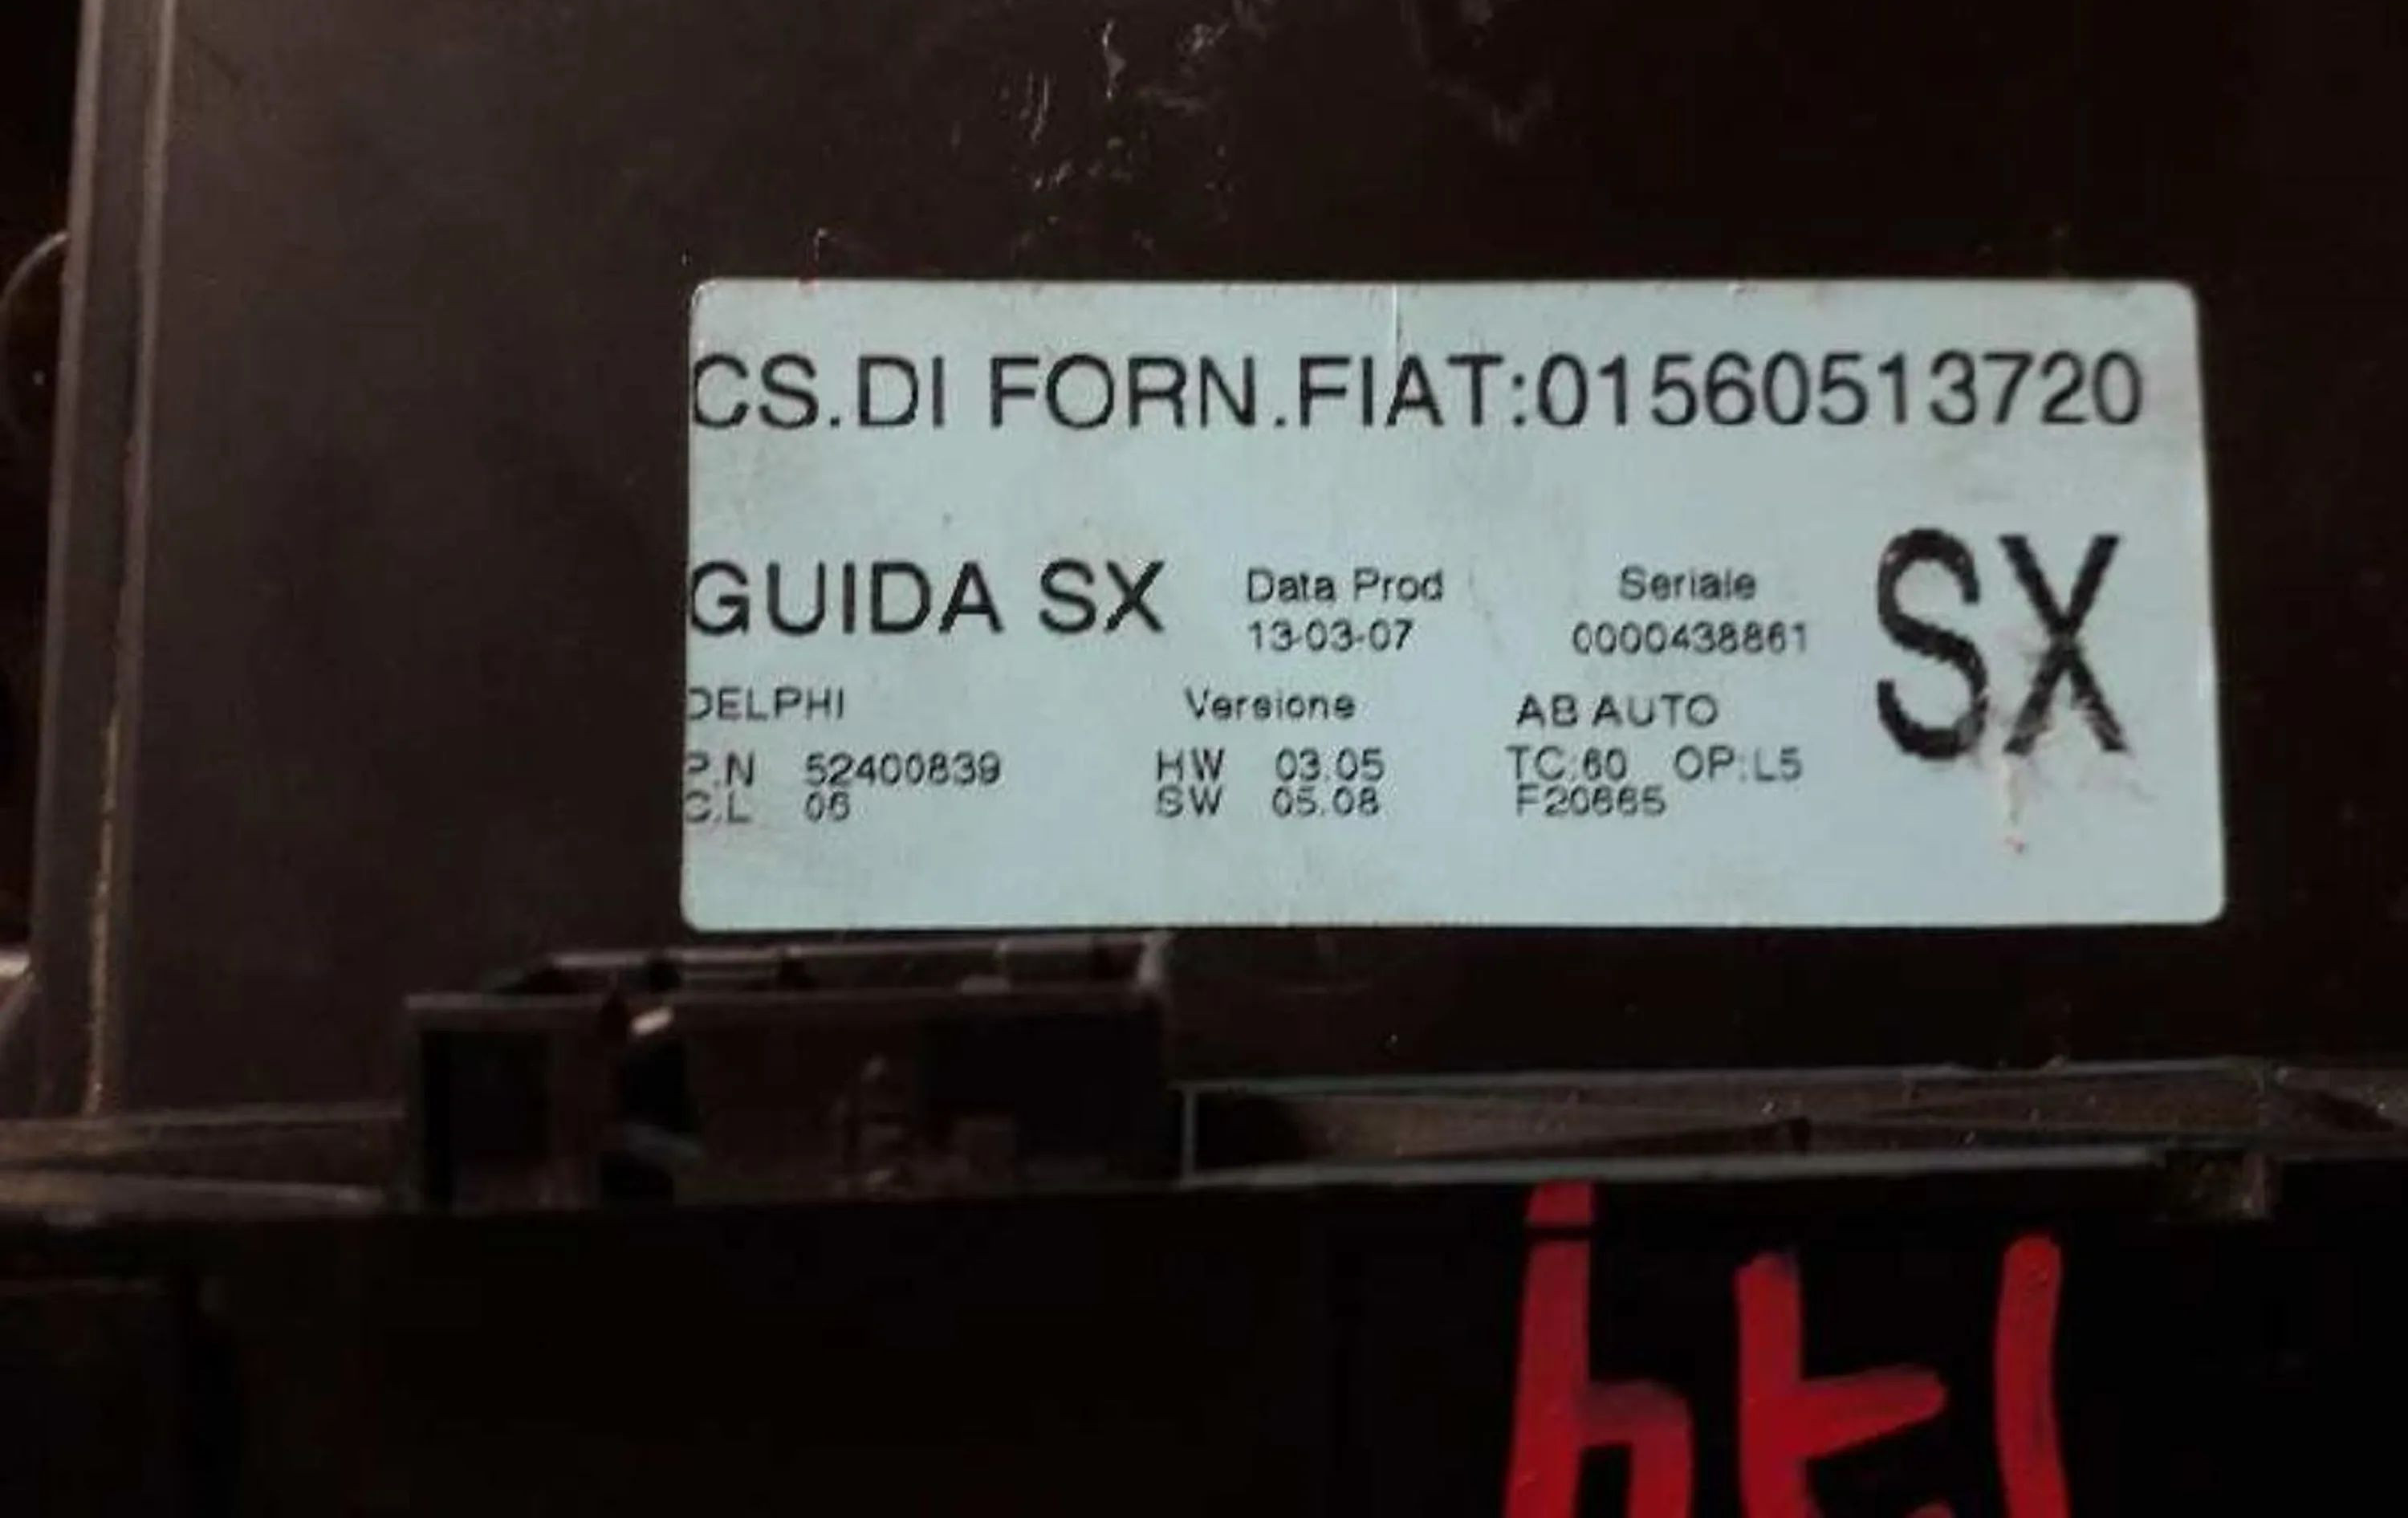 CS.DI FORN.FIAT:01560513720
GUIDA SX
Data Prod
13-03-07
Seriale
0000438861
SX
DELPHI
P.N 52400839
C.L 06
Versione
HW 03.05
SW 05.08
AB AUTO
TC:60 OP:L5
F20665